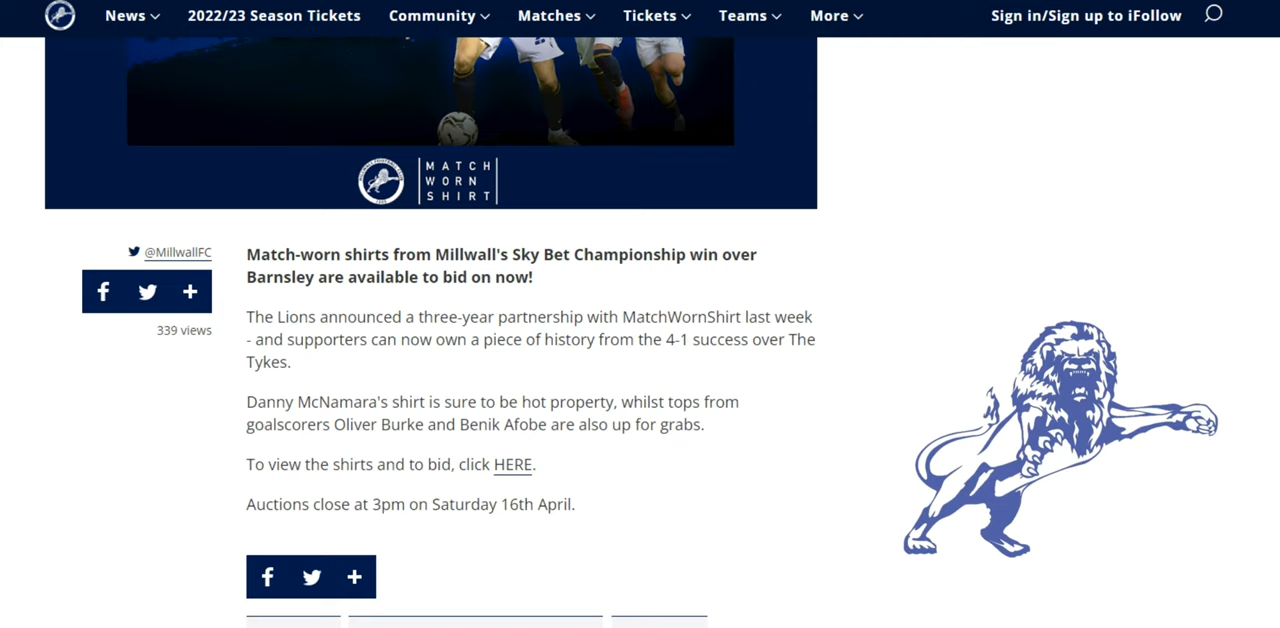 News 2022/23 Season Tickets Community Matches Tickets Teams More Sign in/Sign up to iFollow
MATCH
WORN
SHIRT
@MillwallFC
339 views
Match-worn shirts from Millwall's Sky Bet Championship win over
Barnsley are available to bid on now!
The Lions announced a three-year partnership with MatchWornShirt last week
- and supporters can now own a piece of history from the 4-1 success over The
Tykes.
Danny McNamara's shirt is sure to be hot property, whilst tops from
goalscorers Oliver Burke and Benik Afobe are also up for grabs.
To view the shirts and to bid, click HERE.
Auctions close at 3pm on Saturday 16th April.